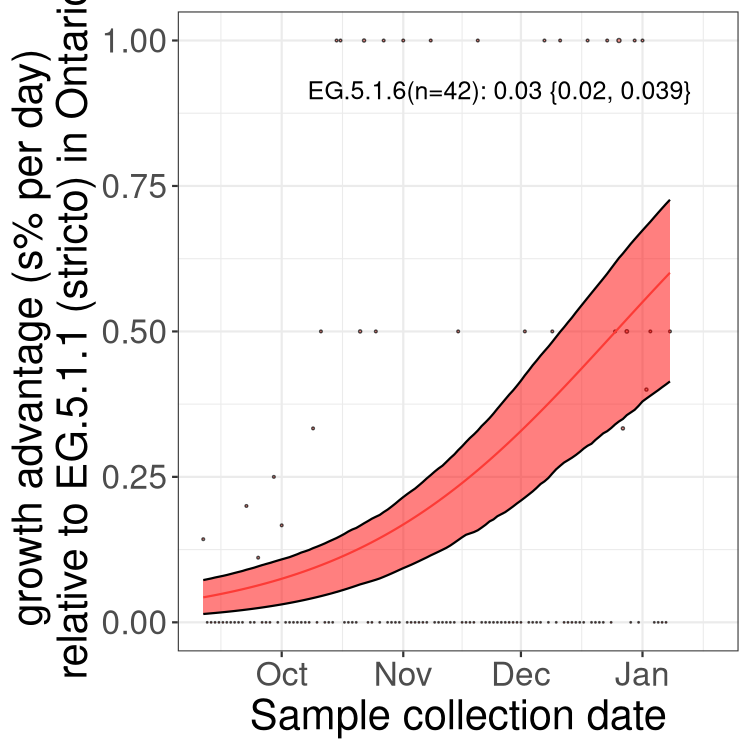 growth advantage (s% per day)
relative to EG.5.1.1 (stricto) in Ontario
1.00
0.75
0.50
0.25
0.00
EG.5.1.6(n=42): 0.03 {0.02, 0.039}
Oct Nov Dec Jan
Sample collection date